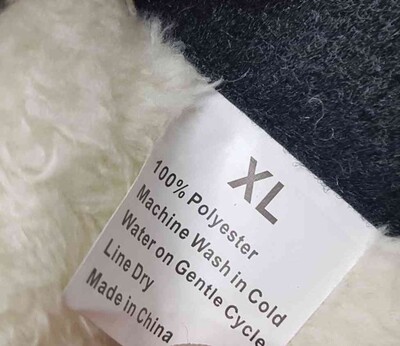 XL
100% Polyester
Machine Wash in Cold
Water on Gentle Cycle
Line Dry
Made in China